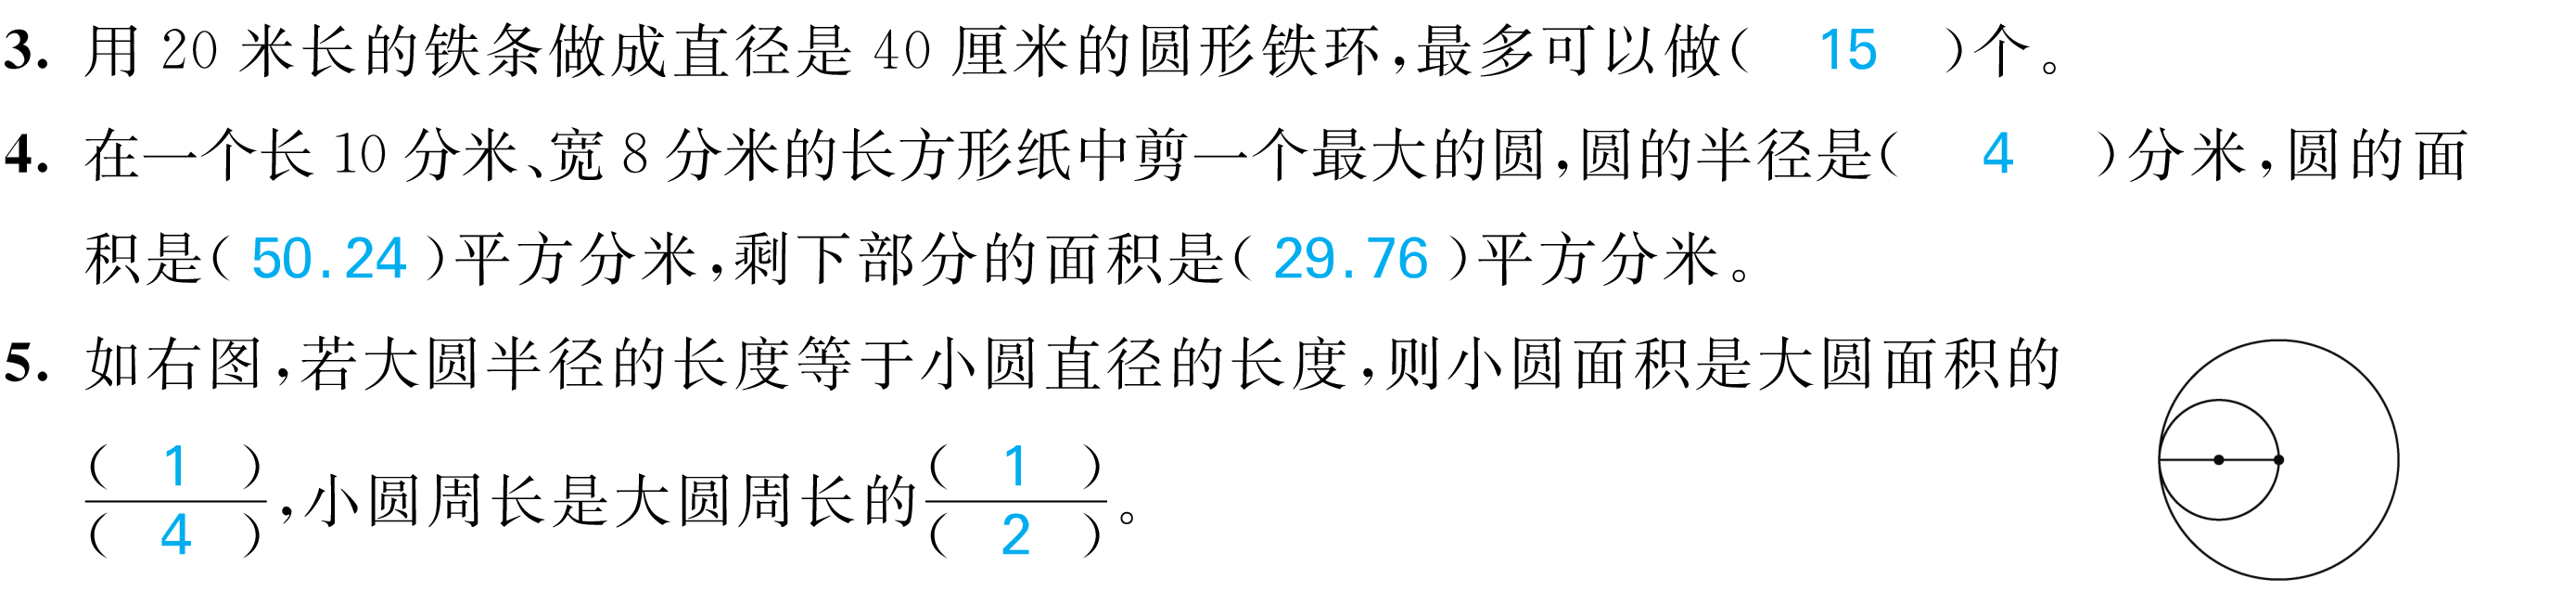 3. 用 20 米长的铁条做成直径是 40 厘米的圆形铁环,最多可以做( 15 )个。
4. 在一个长 10 分米、宽 8 分米的长方形纸中剪一个最大的圆,圆的半径是( 4 )分米,圆的面
积是( 50.24 )平方分米,剩下部分的面积是( 29.76 )平方分米。
5. 如右图,若大圆半径的长度等于小圆直径的长度,则小圆面积是大圆面积的
( 1 )/( 4 ),小圆周长是大圆周长的( 1 )/( 2 )。